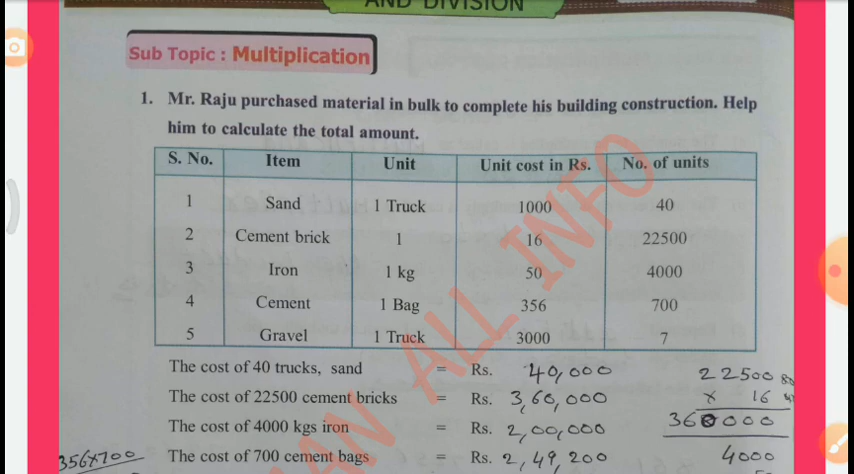 AND DIVISION
Sub Topic : Multiplication
1. Mr. Raju purchased material in bulk to complete his building construction. Help
him to calculate the total amount.
S. No. Item Unit Unit cost in Rs. No. of units
1 Sand 1 Truck 1000 40
2 Cement brick 1 16 22500
3 Iron 1 kg 50 4000
4 Cement 1 Bag 356 700
5 Gravel 1 Truck 3000 7
The cost of 40 trucks, sand = Rs. 40,000
22500
The cost of 22500 cement bricks = Rs. 3,60,000
x 16
The cost of 4000 kgs iron = Rs. 2,00,000
360000
356x700 The cost of 700 cement bags = Rs. 2,49,200
4000
AN ALL INFO